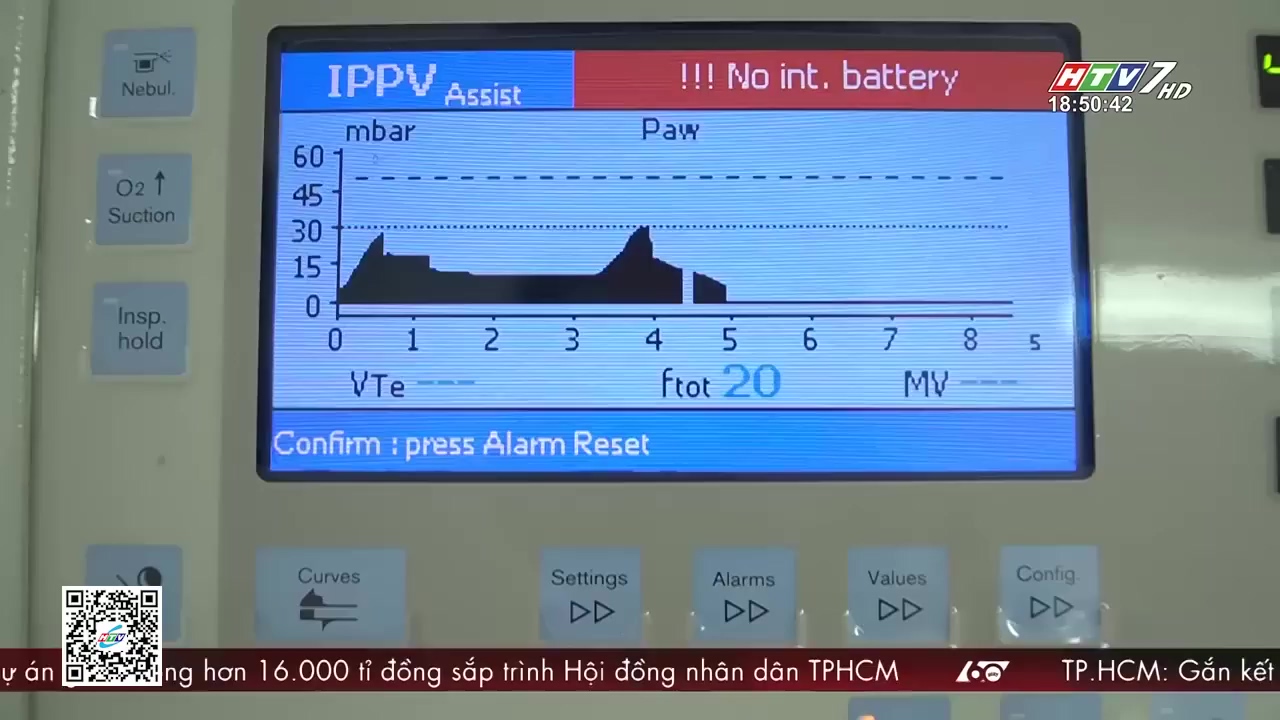 Nebul.
O2 ↑
Suction
Insp.
hold
IPPV Assist
!!! No int. battery
HTV7 HD
18:50:42
mbar
Paw
60
45
30
15
0
0 1 2 3 4 5 6 7 8 s
VTe ---
ftot 20
MV ---
Confirm : press Alarm Reset
Curves
Settings
Alarms
Values
Config.
HTV
hơn 16.000 tỉ đồng sắp trình Hội đồng nhân dân TPHCM
TP.HCM: Gắn kết